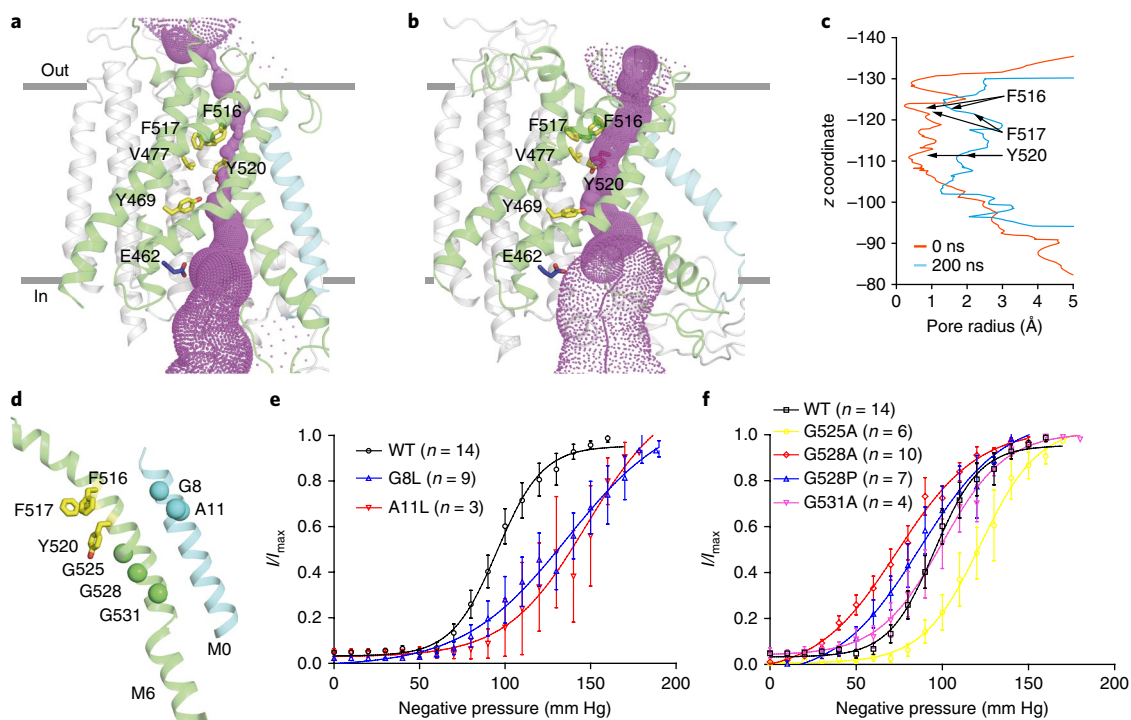 a
Out
F516
F517
V477
Y520
Y469
E462
In
b
F517
F516
V477
Y520
Y469
E462
c
–140
–130
–120
–110
–100
–90
–80
z coordinate
F516
F517
Y520
0 ns
200 ns
0 1 2 3 4 5
Pore radius (Å)
d
F516
F517
G8
A11
Y520
G525
G528
G531
M0
M6
e
WT (n = 14)
G8L (n = 9)
A11L (n = 3)
1.0
0.8
0.6
0.4
0.2
0.0
I/Imax
0 50 100 150 200
Negative pressure (mm Hg)
f
WT (n = 14)
G525A (n = 6)
G528A (n = 10)
G528P (n = 7)
G531A (n = 4)
1.0
0.8
0.6
0.4
0.2
0.0
I/Imax
0 50 100 150 200
Negative pressure (mm Hg)